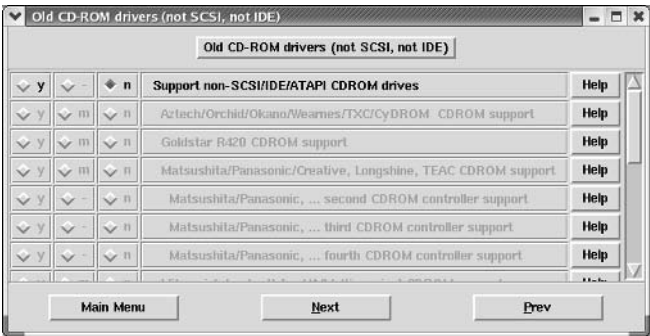 Old CD-ROM drivers (not SCSI, not IDE)
Old CD-ROM drivers (not SCSI, not IDE)
y - n Support non-SCSI/IDE/ATAPI CDROM drives Help
y m n Aztech/Orchid/Okano/Wearnes/TXC/CyDROM CDROM support Help
y m n Goldstar R420 CDROM support Help
y m n Matsushita/Panasonic/Creative, Longshine, TEAC CDROM support Help
y - n Matsushita/Panasonic, ... second CDROM controller support Help
y - n Matsushita/Panasonic, ... third CDROM controller support Help
y - n Matsushita/Panasonic, ... fourth CDROM controller support Help
Main Menu Next Prev